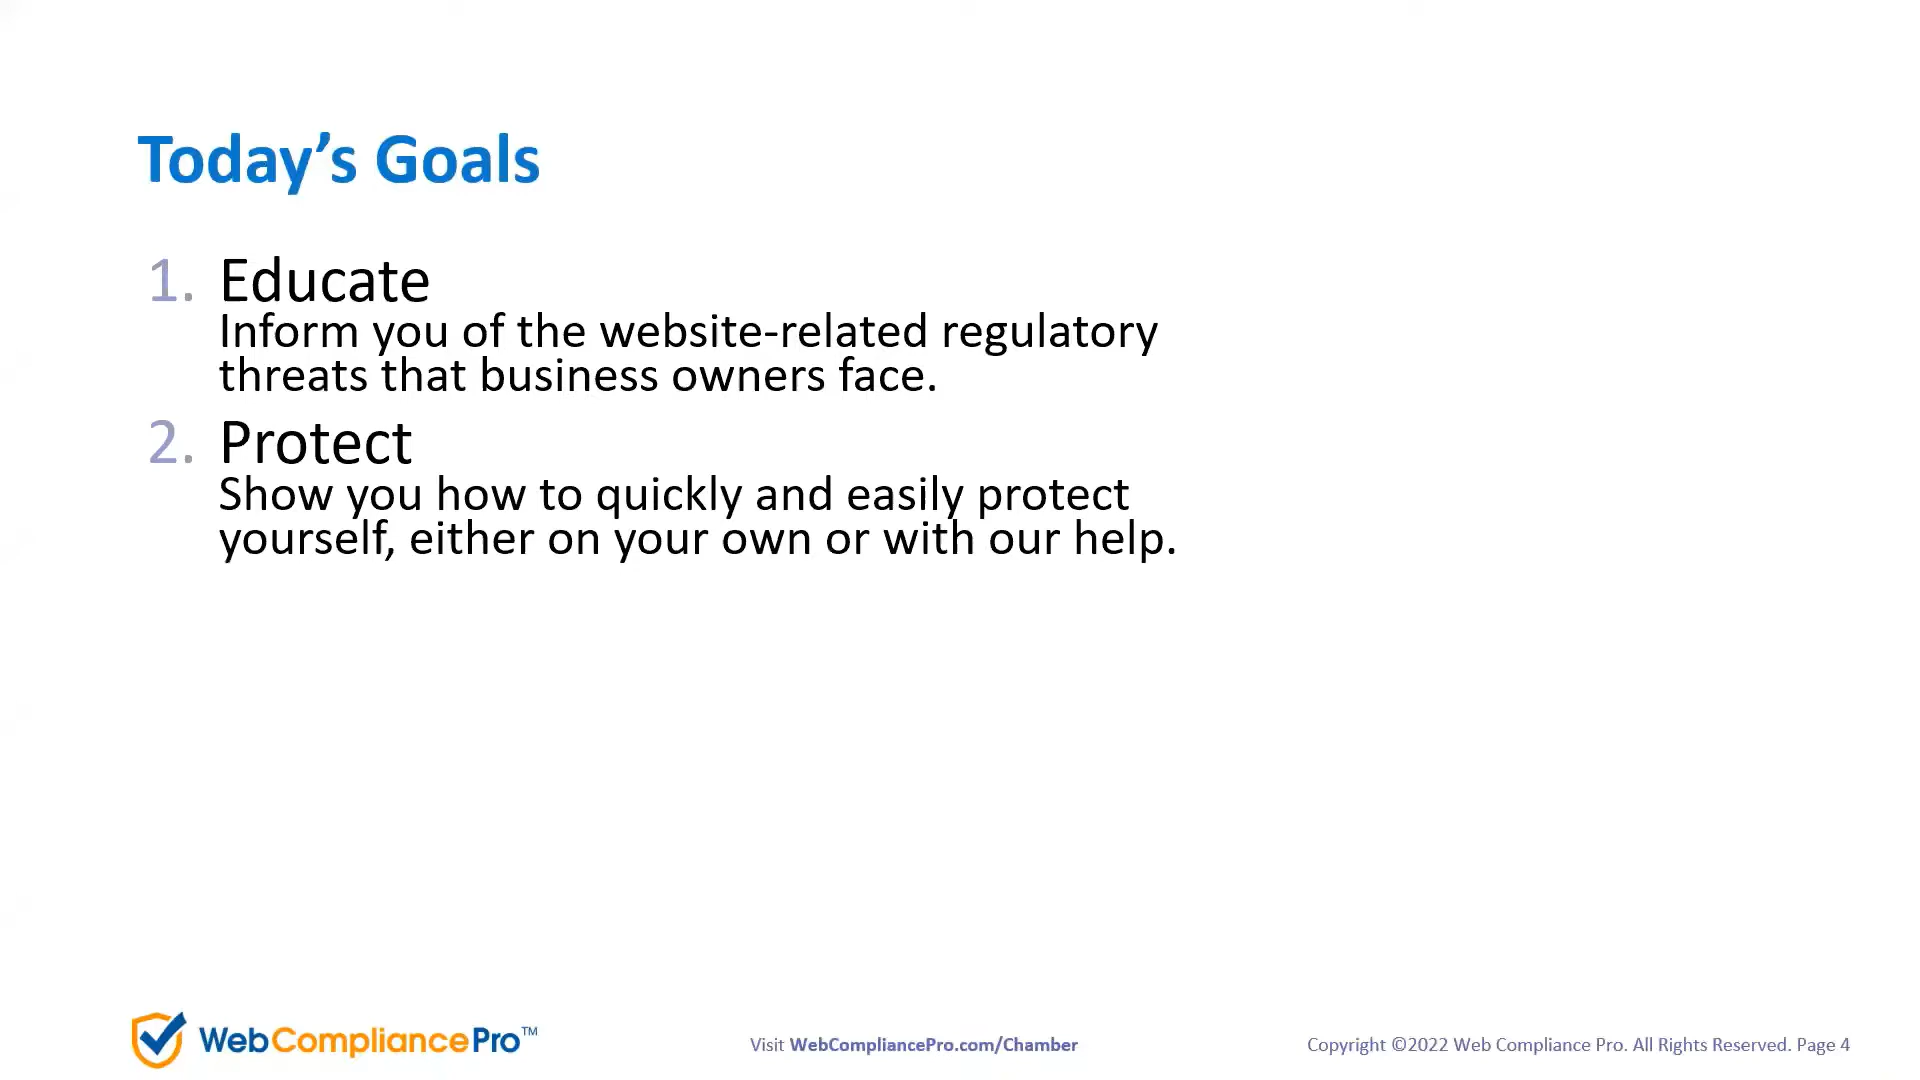 Today’s Goals
1. Educate
Inform you of the website-related regulatory
threats that business owners face.
2. Protect
Show you how to quickly and easily protect
yourself, either on your own or with our help.
WebCompliancePro™
Visit WebCompliancePro.com/Chamber
Copyright ©2022 Web Compliance Pro. All Rights Reserved. Page 4